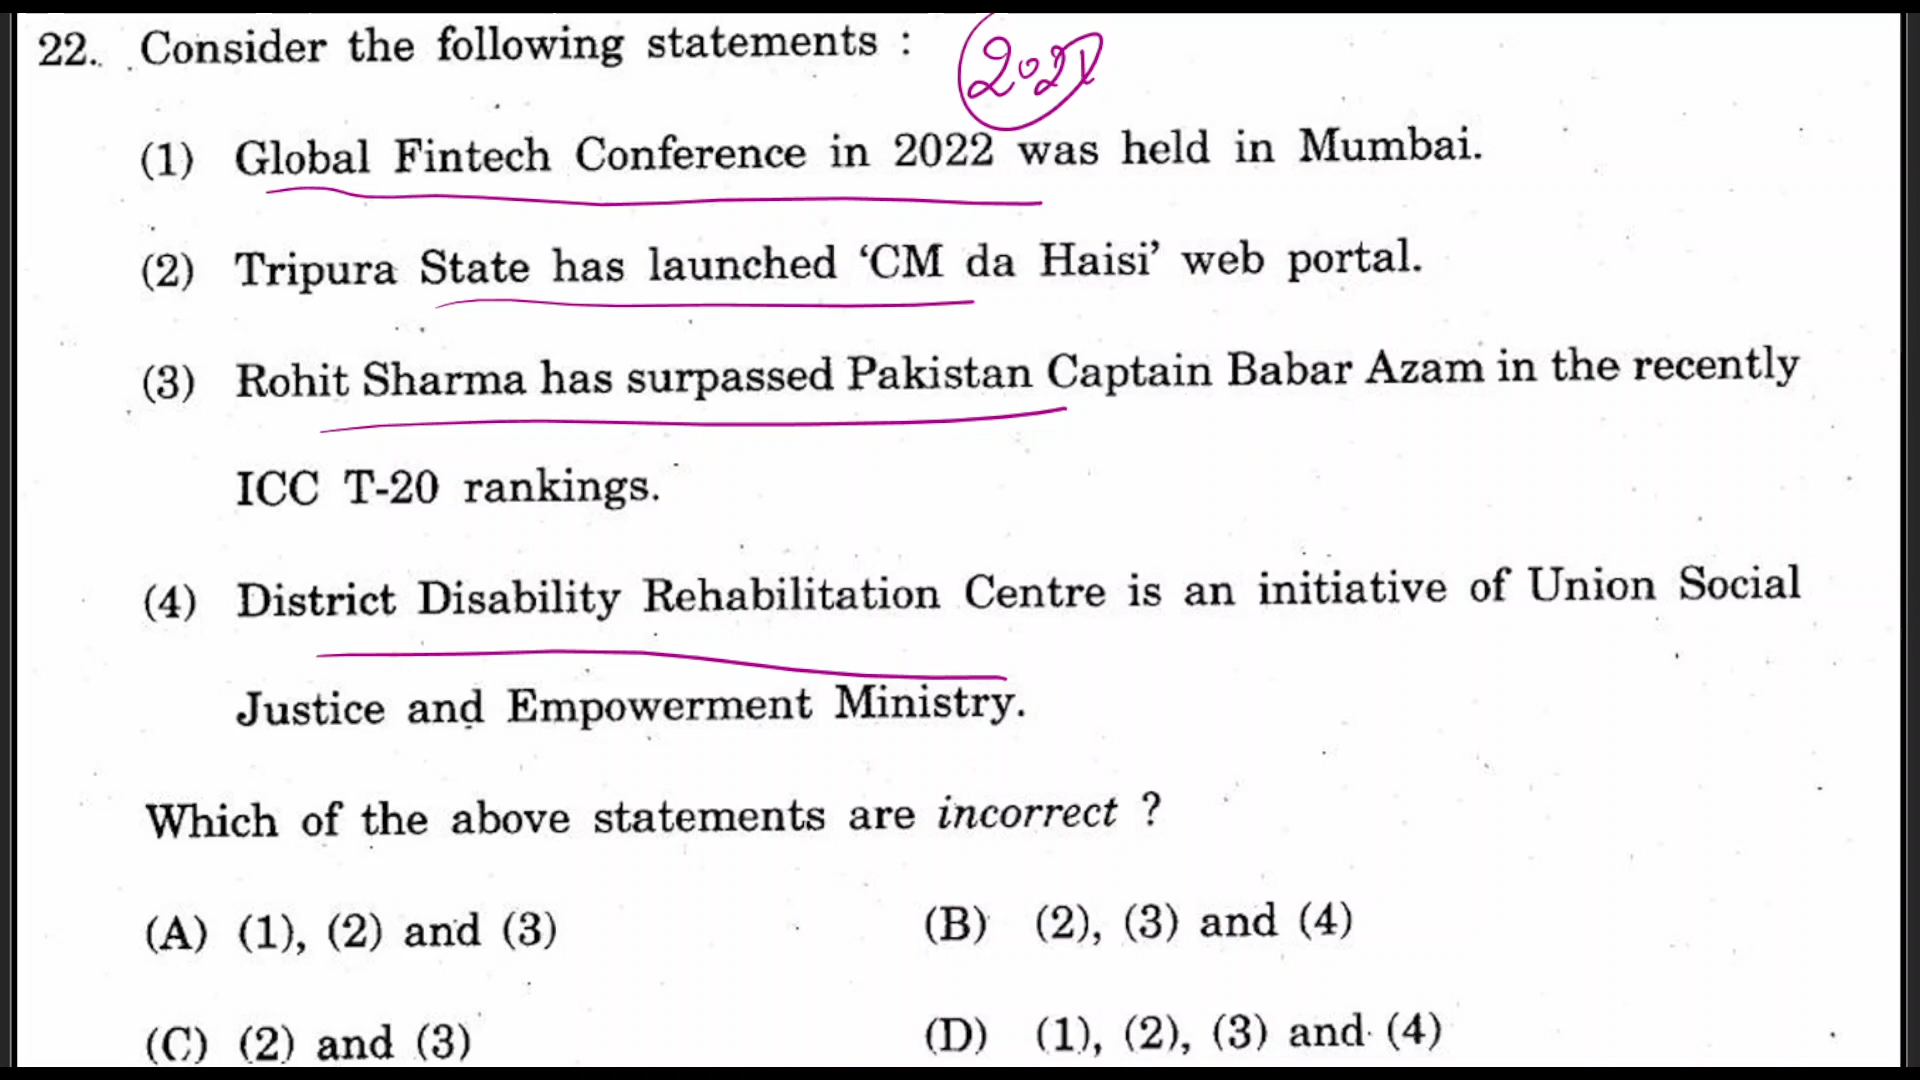 22. Consider the following statements :
(1) Global Fintech Conference in 2022 was held in Mumbai.
(2) Tripura State has launched ‘CM da Haisi’ web portal.
(3) Rohit Sharma has surpassed Pakistan Captain Babar Azam in the recently
ICC T-20 rankings.
(4) District Disability Rehabilitation Centre is an initiative of Union Social
Justice and Empowerment Ministry.
Which of the above statements are incorrect ?
(A) (1), (2) and (3)
(B) (2), (3) and (4)
(C) (2) and (3)
(D) (1), (2), (3) and (4)